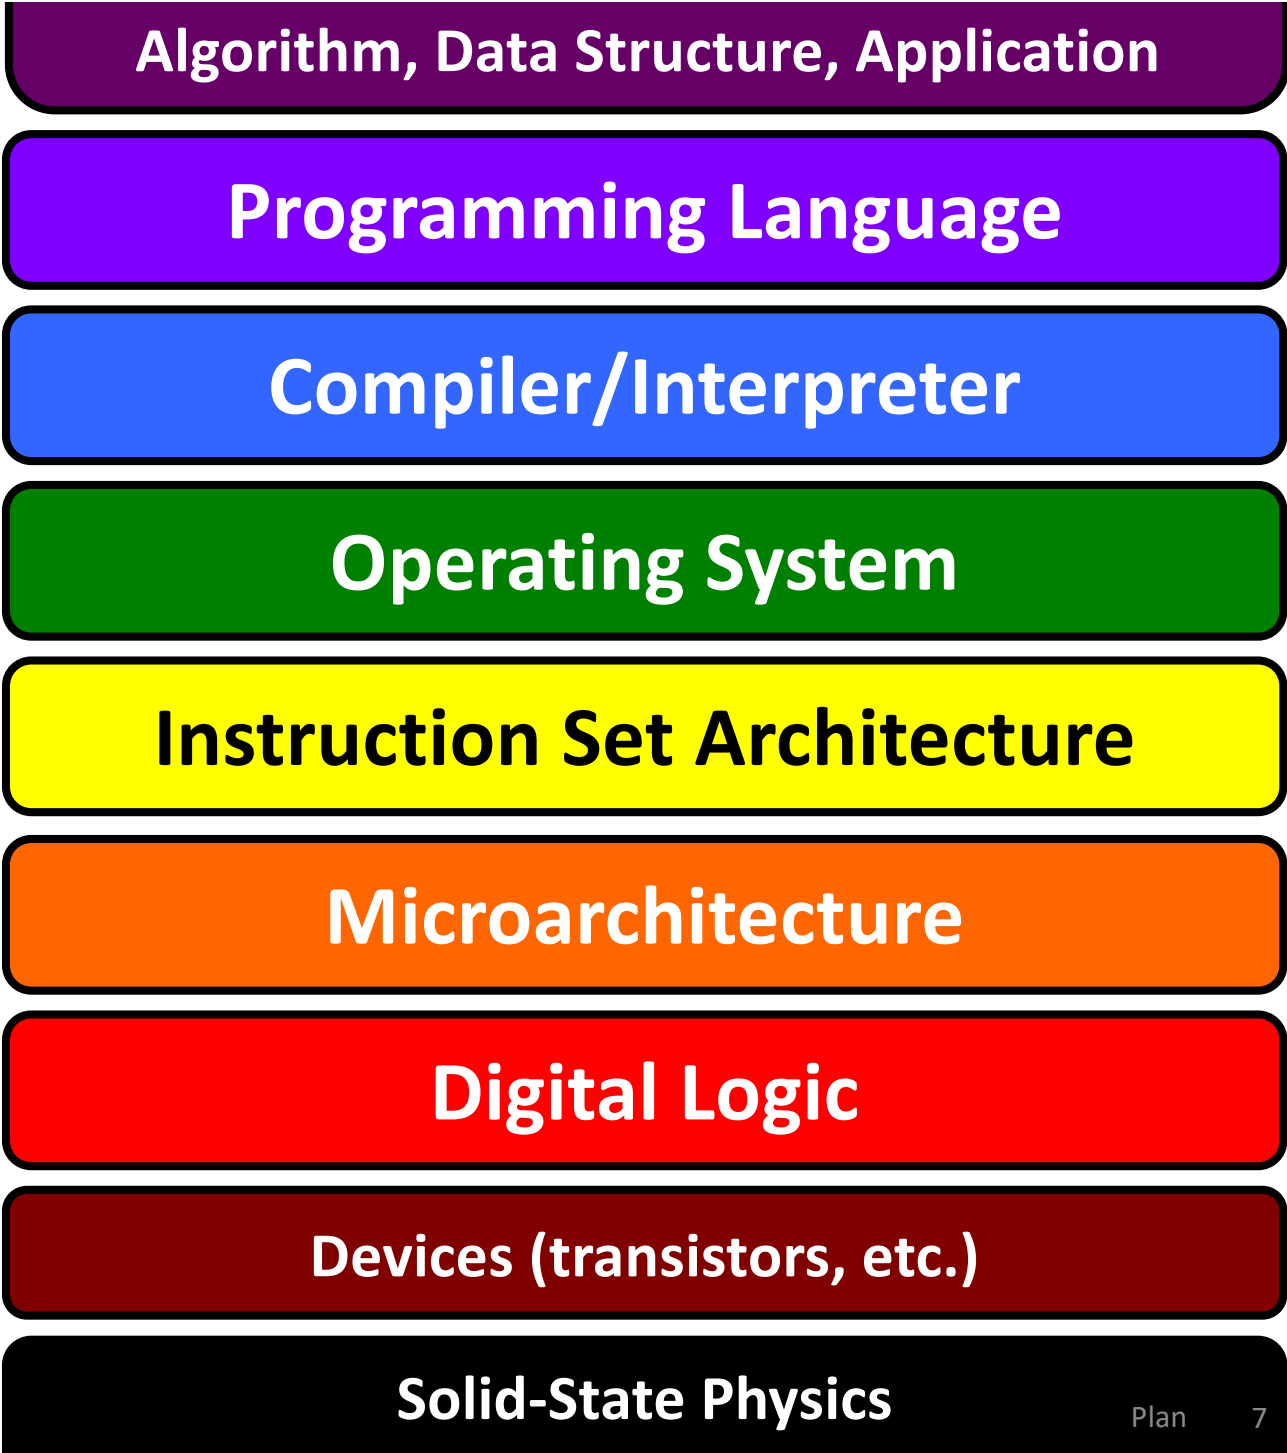 Algorithm, Data Structure, Application
Programming Language
Compiler/Interpreter
Operating System
Instruction Set Architecture
Microarchitecture
Digital Logic
Devices (transistors, etc.)
Solid-State Physics
Plan 7